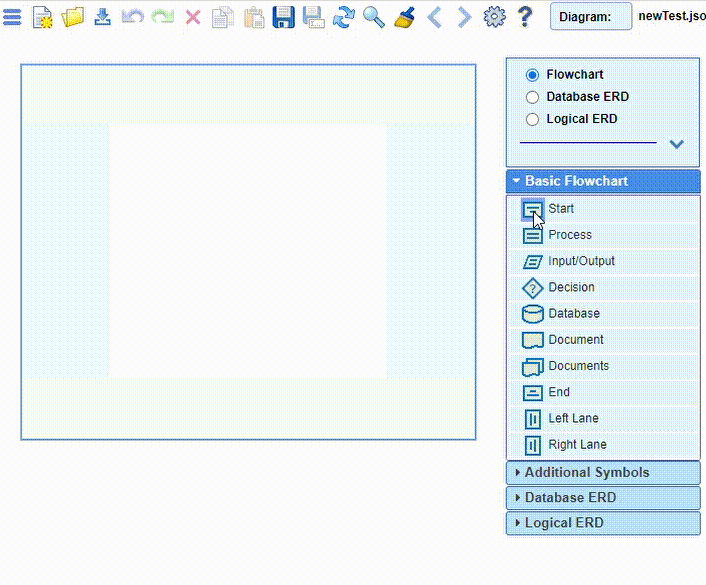 Diagram:
newTest.jso
Flowchart
Database ERD
Logical ERD
Basic Flowchart
Start
Process
Input/Output
Decision
Database
Document
Documents
End
Left Lane
Right Lane
Additional Symbols
Database ERD
Logical ERD